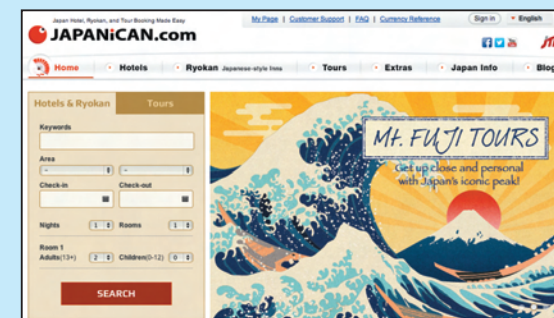 Japan Hotel, Ryokan, and Tour Booking Made Easy
My Page | Customer Support | FAQ | Currency Reference
Sign in
English
JAPANiCAN.com
Home
Hotels
Ryokan Japanese-style Inns
Tours
Extras
Japan Info
Blog
Hotels & Ryokan
Tours
Keywords
Area
-
-
Check-in
Check-out
Nights 1 Rooms 1
Room 1
Adults(13+) 2 Children(0-12) 0
SEARCH
Mt. FUJI TOURS
Get up close and personal
with Japan's iconic peak!